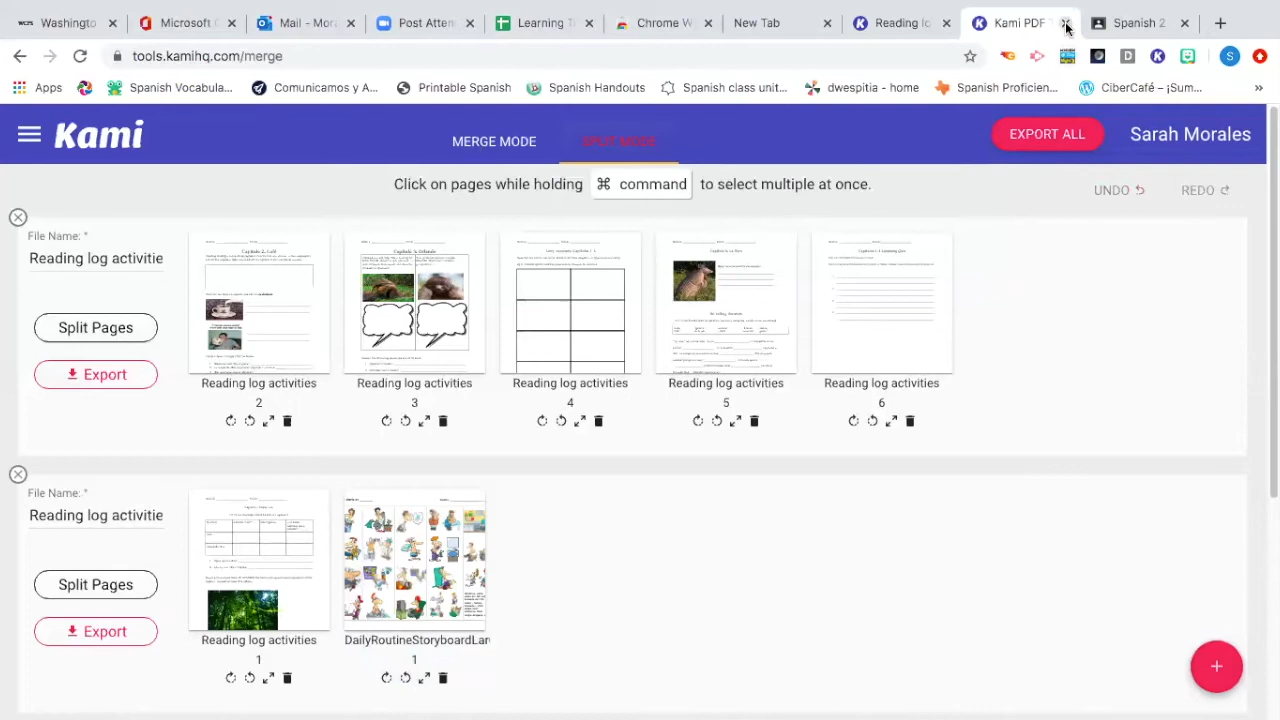 WCPS Washingto
Microsoft
Mail - Mor
Post Atten
Learning T
Chrome W
New Tab
Reading lo
Kami PDF
Spanish 2
tools.kamihq.com/merge
S
Apps
Spanish Vocabula...
Comunicamos y A...
Printable Spanish
Spanish Handouts
Spanish class unit...
dwespitia - home
Spanish Proficien...
CiberCafé – ¡Sum...
»
Kami
MERGE MODE
SPLIT MODE
EXPORT ALL
Sarah Morales
Click on pages while holding ⌘ command to select multiple at once.
UNDO
REDO
File Name: *
Reading log activitie
Split Pages
Export
Reading log activities
2
Reading log activities
3
Reading log activities
4
Reading log activities
5
Reading log activities
6
File Name: *
Reading log activitie
Split Pages
Export
Reading log activities
1
DailyRoutineStoryboardLar
1